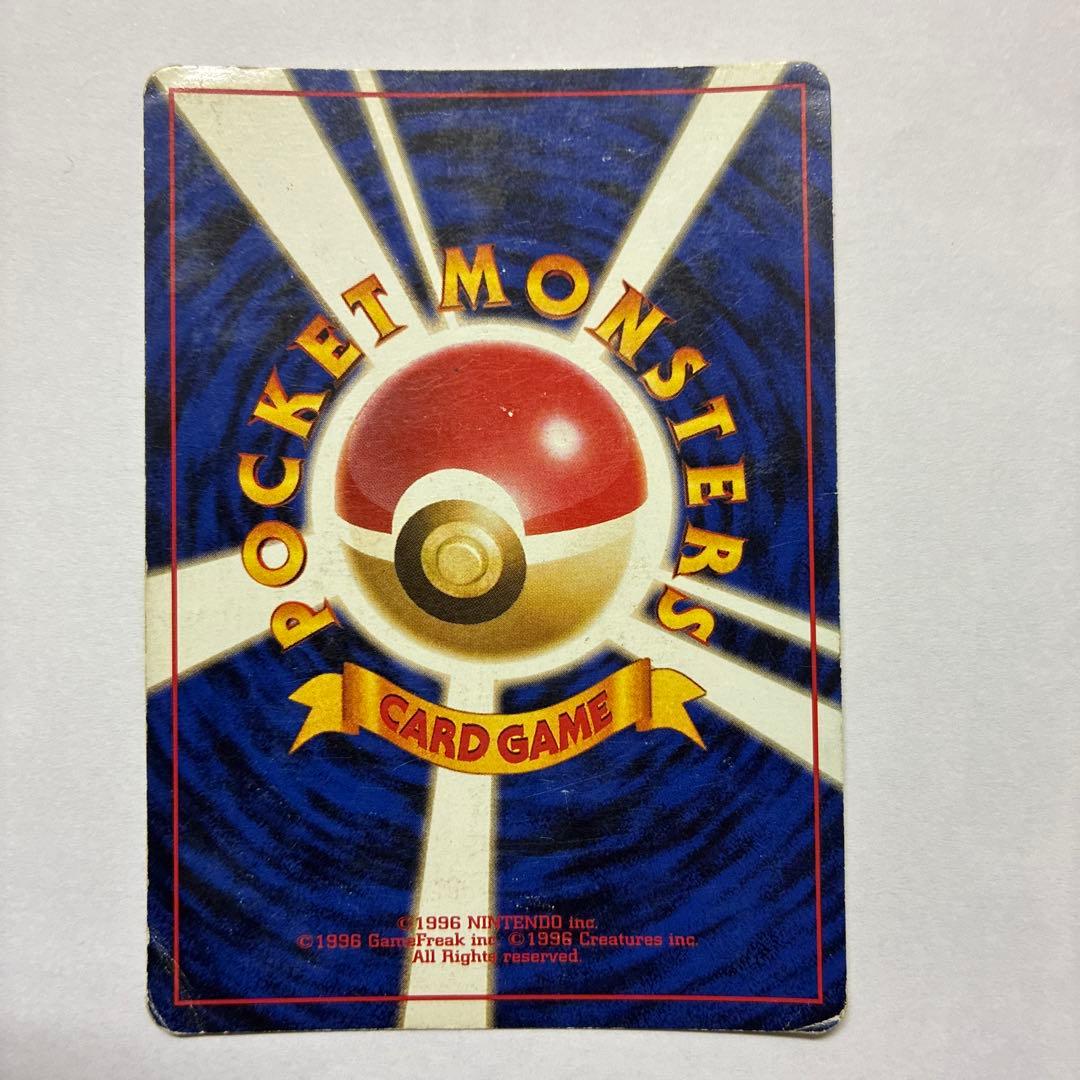 POCKET MONSTERS
CARD GAME
©1996 NINTENDO inc.
©1996 GameFreak inc. ©1996 Creatures inc.
All Rights reserved.